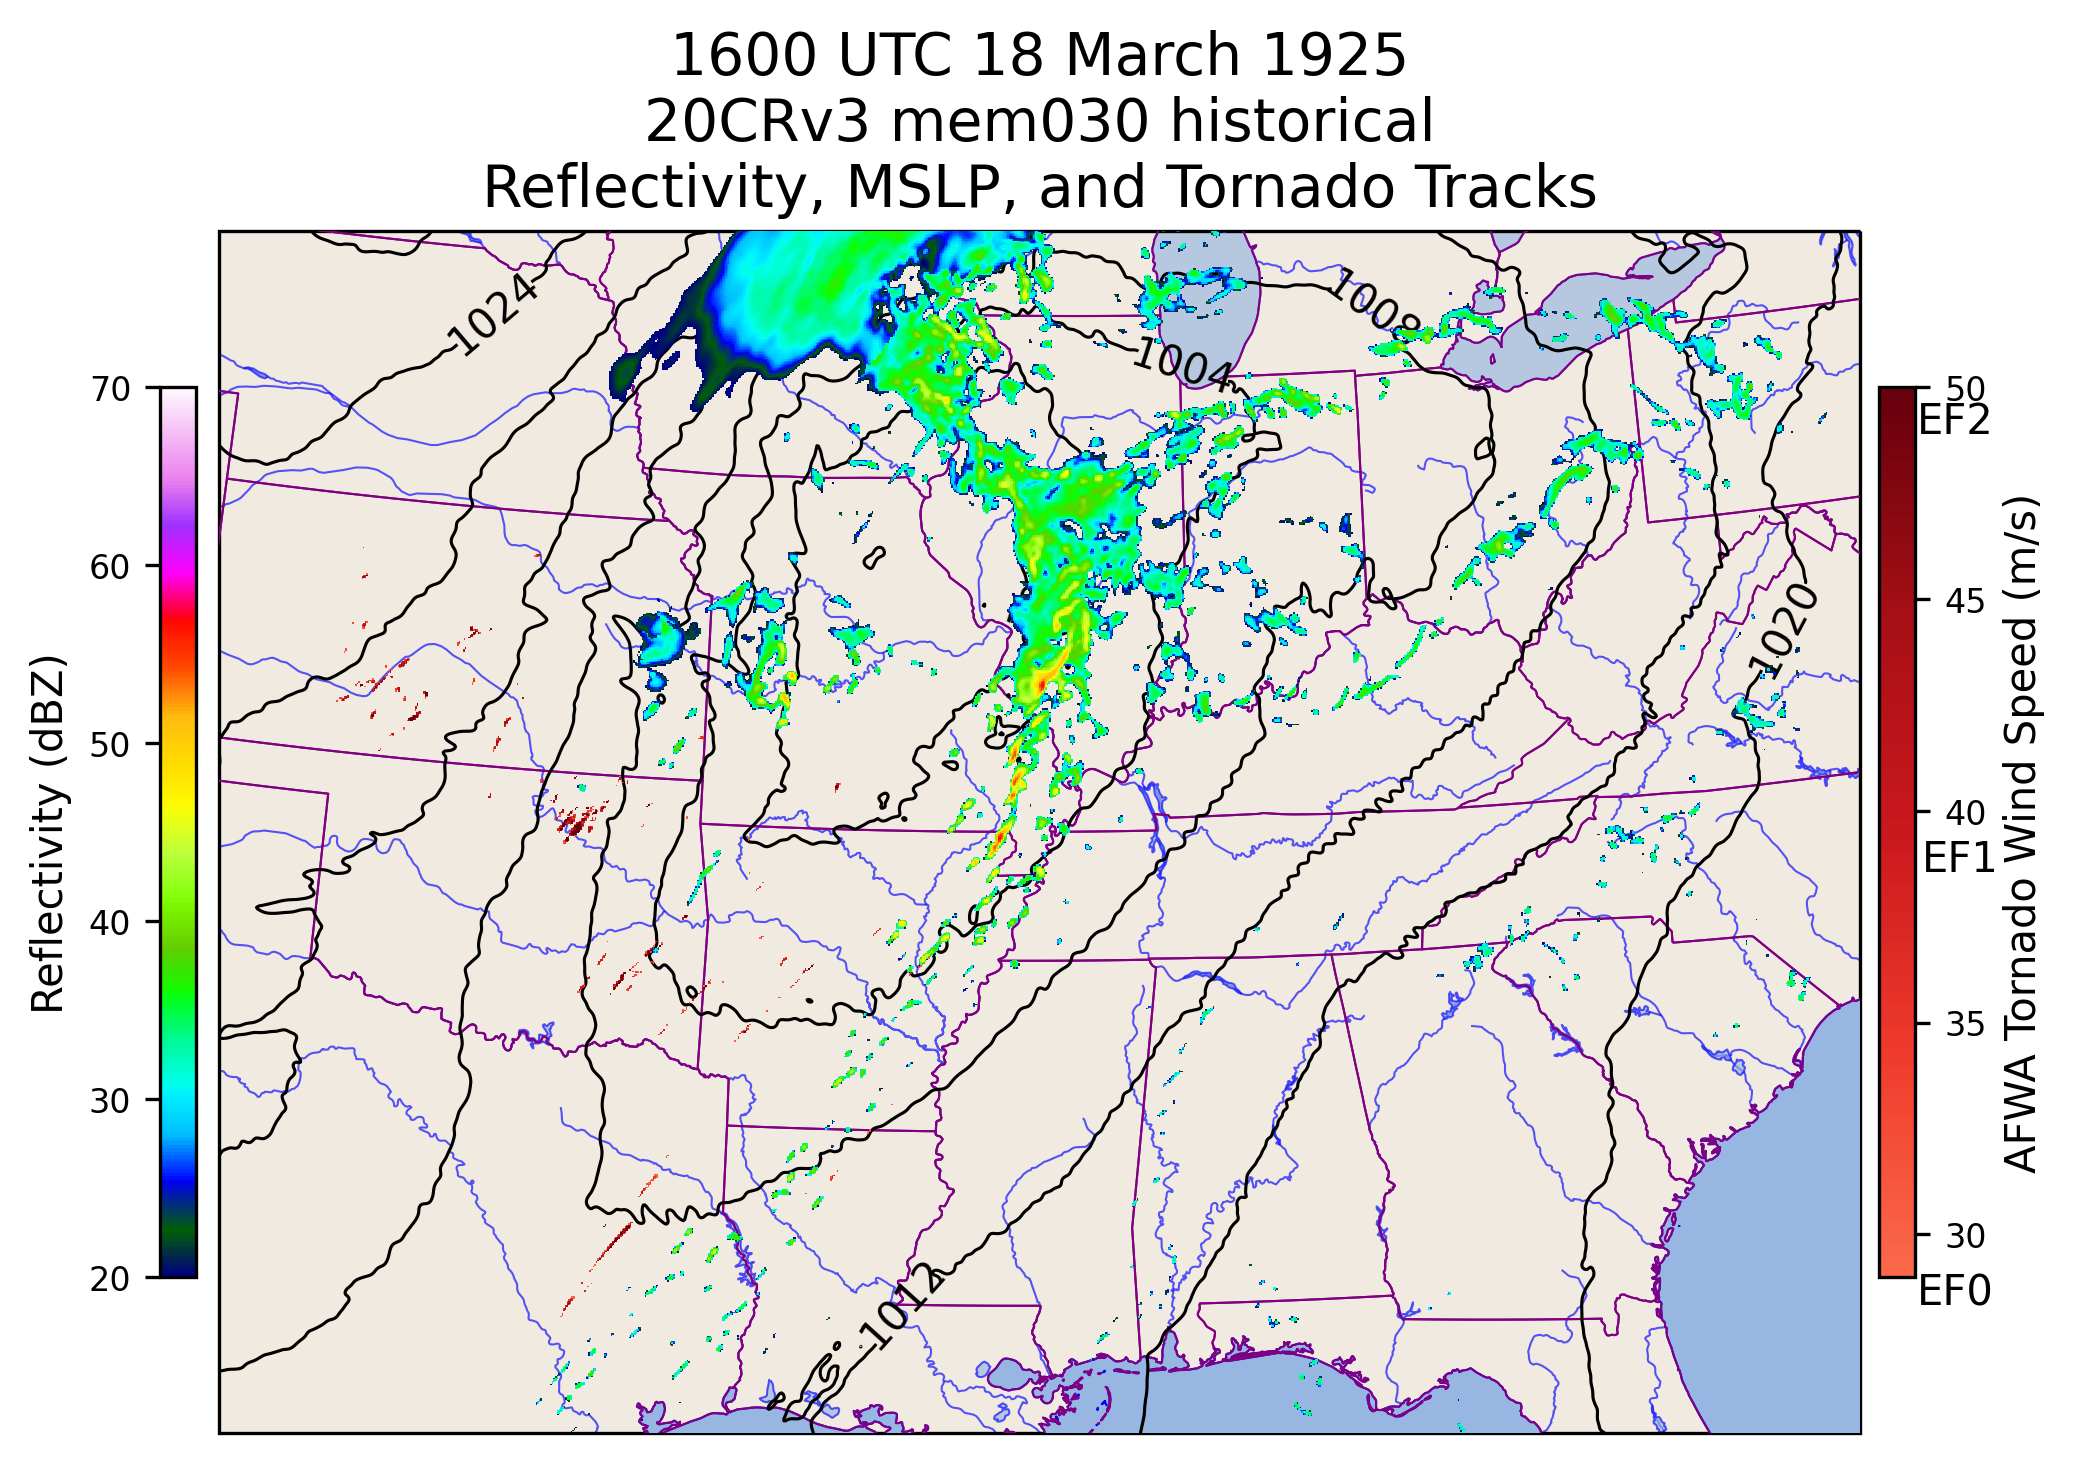 1600 UTC 18 March 1925
20CRv3 mem030 historical
Reflectivity, MSLP, and Tornado Tracks
Reflectivity (dBZ)
70
60
50
40
30
20
1024
1008
1004
1020
1012
50
EF2
45
40
EF1
35
30
EF0
AFWA Tornado Wind Speed (m/s)